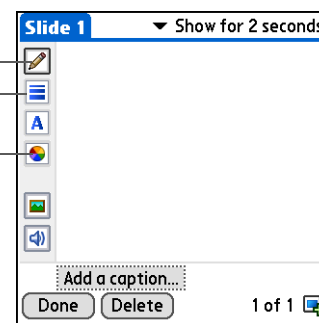 Slide 1 Show for 2 seconds
A
Add a caption...
Done Delete 1 of 1